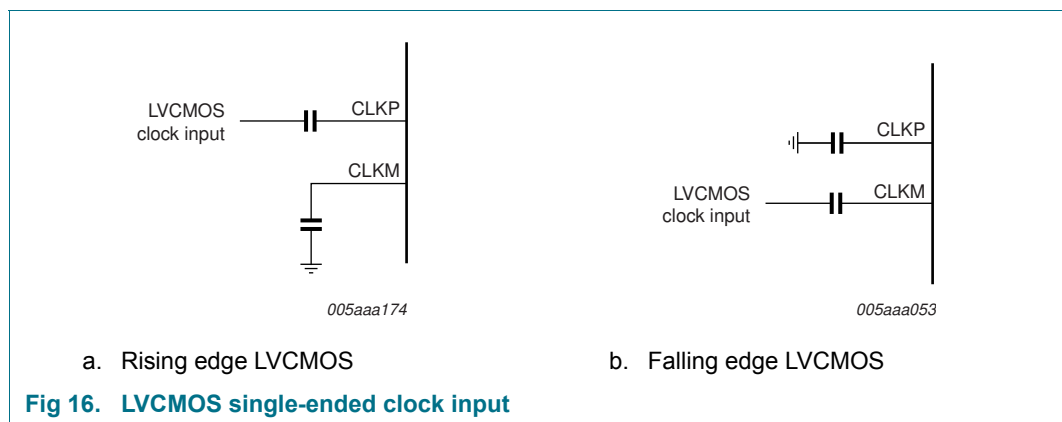 LVCMOS
clock input
CLKP
CLKM
005aaa174
a. Rising edge LVCMOS
CLKP
LVCMOS
clock input
CLKM
005aaa053
b. Falling edge LVCMOS
Fig 16. LVCMOS single-ended clock input